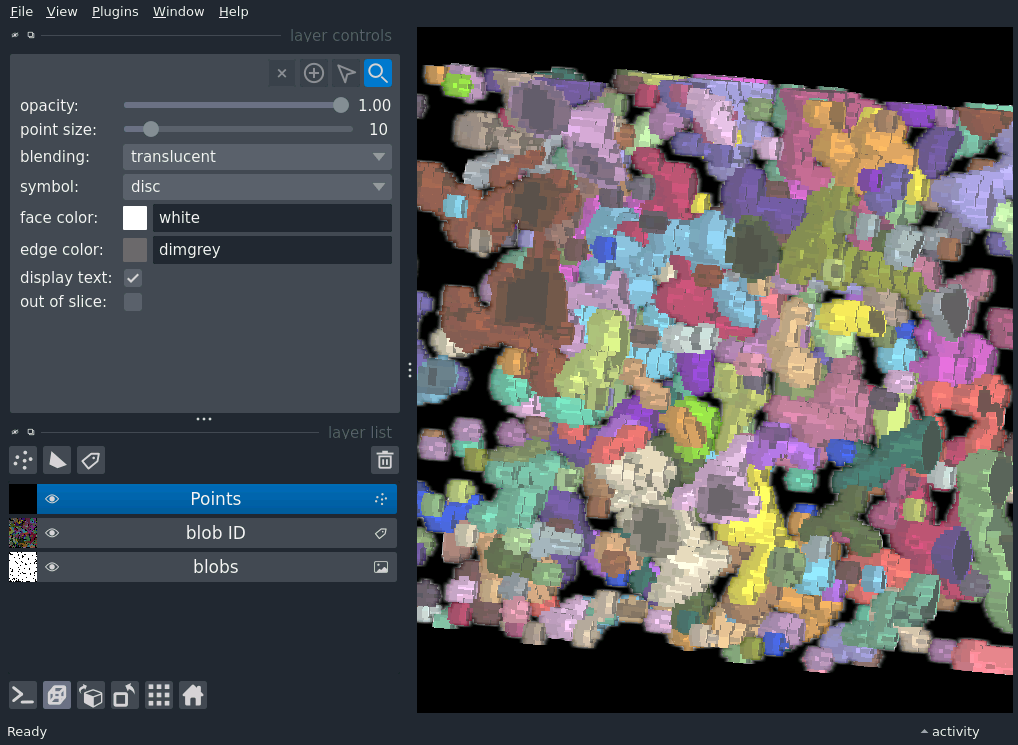 File View Plugins Window Help
layer controls
opacity: 1.00
point size: 10
blending: translucent
symbol: disc
face color: white
edge color: dimgrey
display text:
out of slice:
layer list
Points
blob ID
blobs
Ready activity